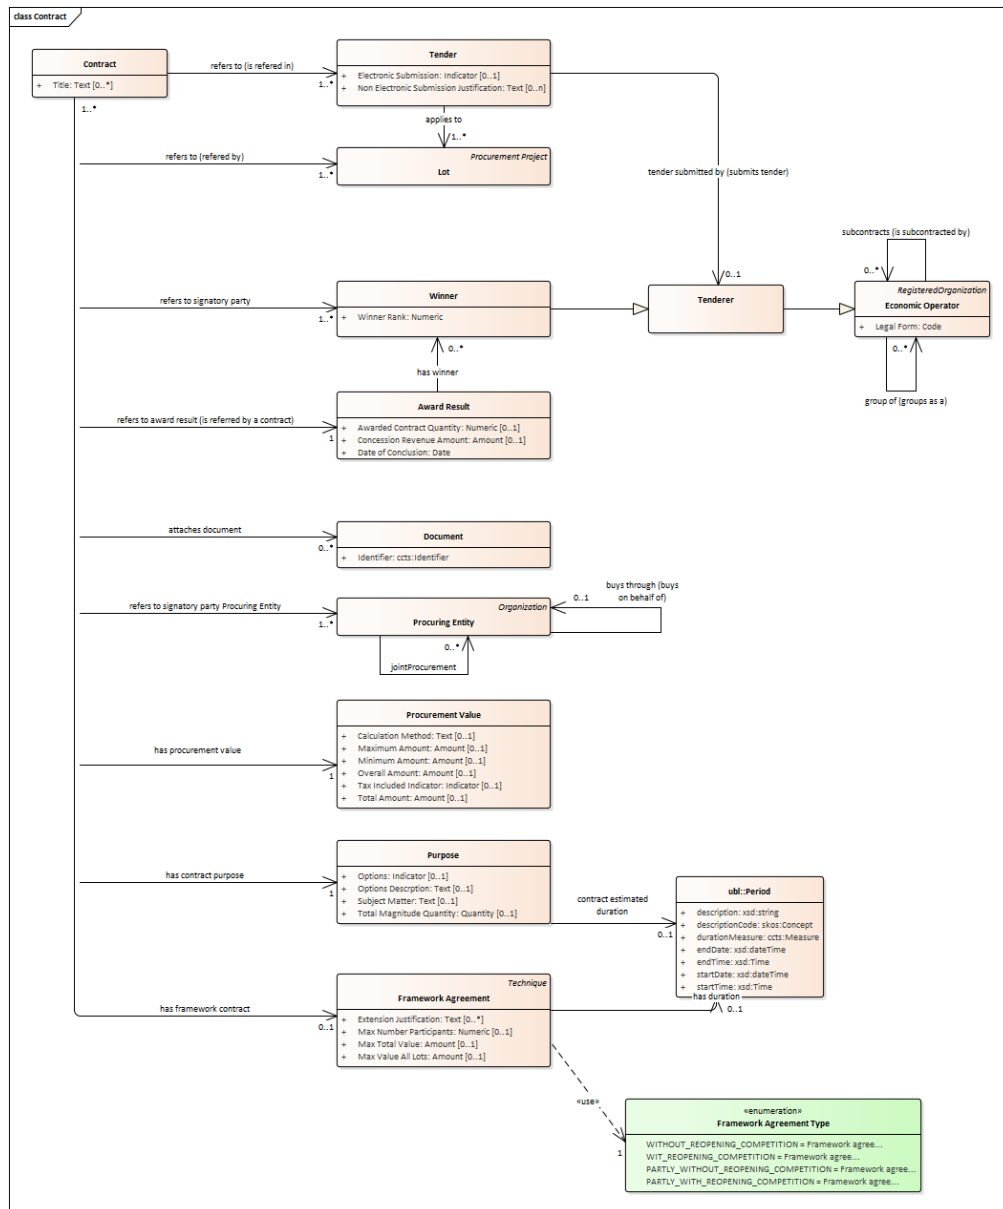 class Contract
Contract
+ Title: Text [0..*]
1..*
refers to (is refered in)
1..*
Tender
+ Electronic Submission: Indicator [0..1]
+ Non Electronic Submission Justification: Text [0..n]
applies to
1..*
refers to (refered by)
1..*
Procurement Project
Lot
tender submitted by (submits tender)
0..1
subcontracts (is subcontracted by)
0..*
refers to signatory party
1..*
Winner
+ Winner Rank: Numeric
Tenderer
RegisteredOrganization
Economic Operator
+ Legal Form: Code
0..*
group of (groups as a)
0..*
has winner
refers to award result (is referred by a contract)
1
Award Result
+ Awarded Contract Quantity: Numeric [0..1]
+ Concession Revenue Amount: Amount [0..1]
+ Date of Conclusion: Date
attaches document
0..*
Document
+ Identifier: ccts:Identifier
refers to signatory party Procuring Entity
1..*
Organization
Procuring Entity
buys through (buys
on behalf of)
0..1
0..*
jointProcurement
has procurement value
1
Procurement Value
+ Calculation Method: Text [0..1]
+ Maximum Amount: Amount [0..1]
+ Minimum Amount: Amount [0..1]
+ Overall Amount: Amount [0..1]
+ Tax Included Indicator: Indicator [0..1]
+ Total Amount: Amount [0..1]
has contract purpose
1
Purpose
+ Options: Indicator [0..1]
+ Options Descrption: Text [0..1]
+ Subject Matter: Text [0..1]
+ Total Magnitude Quantity: Quantity [0..1]
contract estimated
duration
0..1
ubl::Period
+ description: xsd:string
+ descriptionCode: skos:Concept
+ durationMeasure: ccts:Measure
+ endDate: xsd:dateTime
+ endTime: xsd:Time
+ startDate: xsd:dateTime
+ startTime: xsd:Time
has duration
0..1
has framework contract
0..1
Technique
Framework Agreement
+ Extension Justification: Text [0..*]
+ Max Number Participants: Numeric [0..1]
+ Max Total Value: Amount [0..1]
+ Max Value All Lots: Amount [0..1]
«use»
1
«enumeration»
Framework Agreement Type
WITHOUT_REOPENING_COMPETITION = Framework agree...
WIT_REOPENING_COMPETITION = Framework agree...
PARTLY_WITHOUT_REOPENING_COMPETITION = Framework agree...
PARTLY_WITH_REOPENING_COMPETITION = Framework agree...